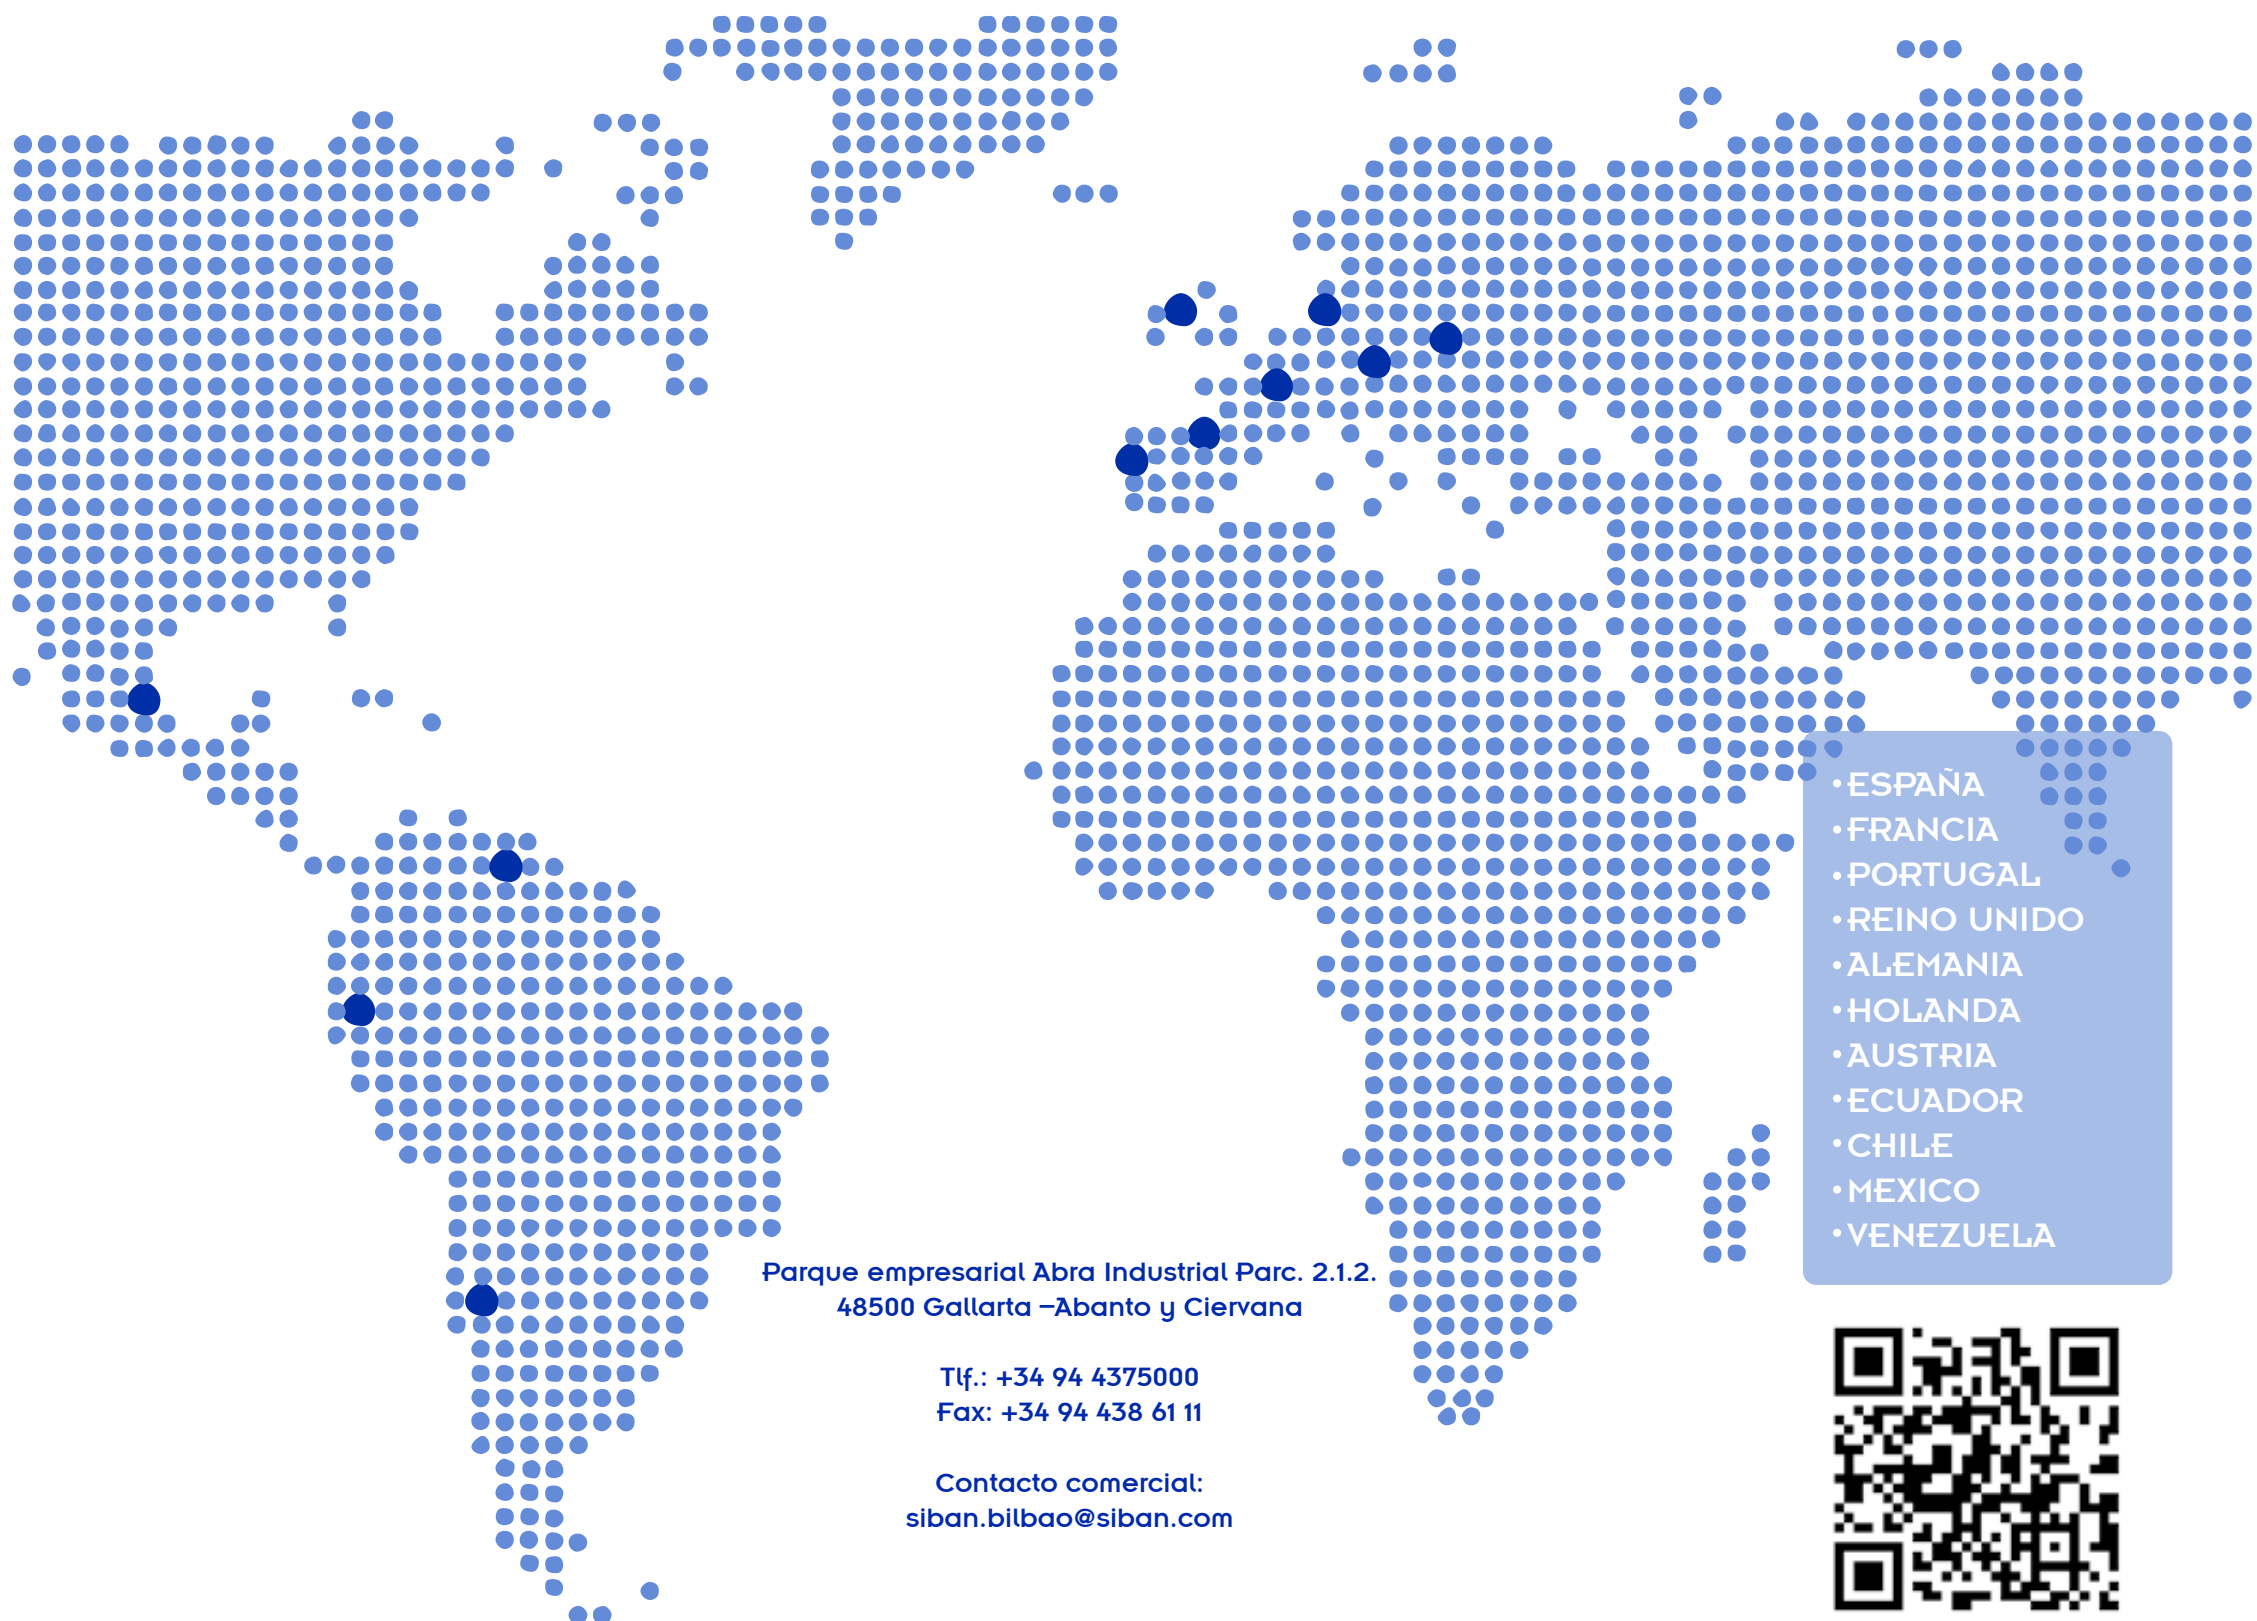 • ESPAÑA
• FRANCIA
• PORTUGAL
• REINO UNIDO
• ALEMANIA
• HOLANDA
• AUSTRIA
• ECUADOR
• CHILE
• MEXICO
• VENEZUELA
Parque empresarial Abra Industrial Parc. 2.1.2.
48500 Gallarta –Abanto y Ciervana
Tlf.: +34 94 4375000
Fax: +34 94 438 61 11
Contacto comercial:
siban.bilbao@siban.com